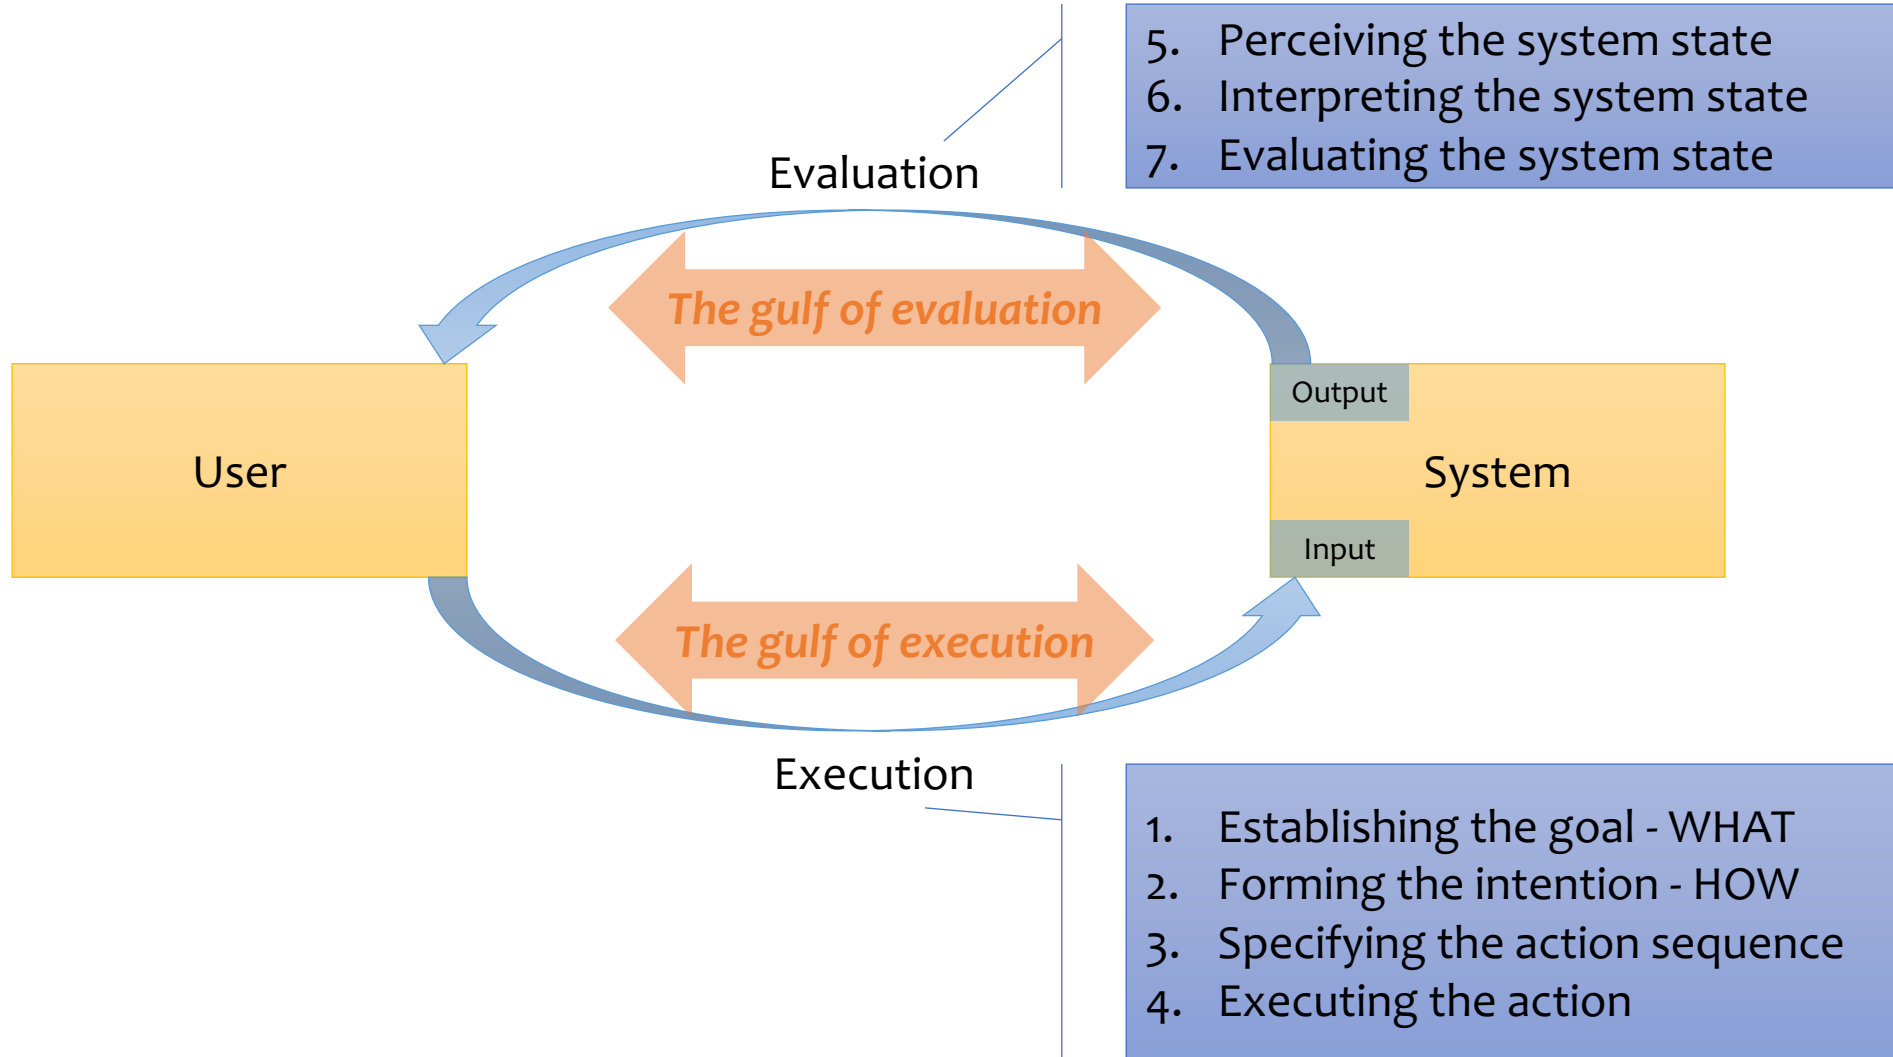 5. Perceiving the system state
6. Interpreting the system state
7. Evaluating the system state
Evaluation
The gulf of evaluation
Output
User
System
Input
The gulf of execution
Execution
1. Establishing the goal - WHAT
2. Forming the intention - HOW
3. Specifying the action sequence
4. Executing the action